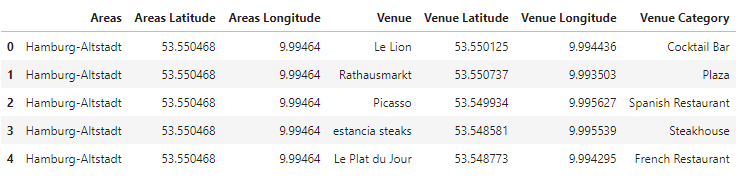 Areas Areas Latitude Areas Longitude Venue Venue Latitude Venue Longitude Venue Category
0 Hamburg-Altstadt 53.550468 9.99464 Le Lion 53.550125 9.994436 Cocktail Bar
1 Hamburg-Altstadt 53.550468 9.99464 Rathausmarkt 53.550737 9.993503 Plaza
2 Hamburg-Altstadt 53.550468 9.99464 Picasso 53.549934 9.995627 Spanish Restaurant
3 Hamburg-Altstadt 53.550468 9.99464 estancia steaks 53.548581 9.995539 Steakhouse
4 Hamburg-Altstadt 53.550468 9.99464 Le Plat du Jour 53.548773 9.994295 French Restaurant